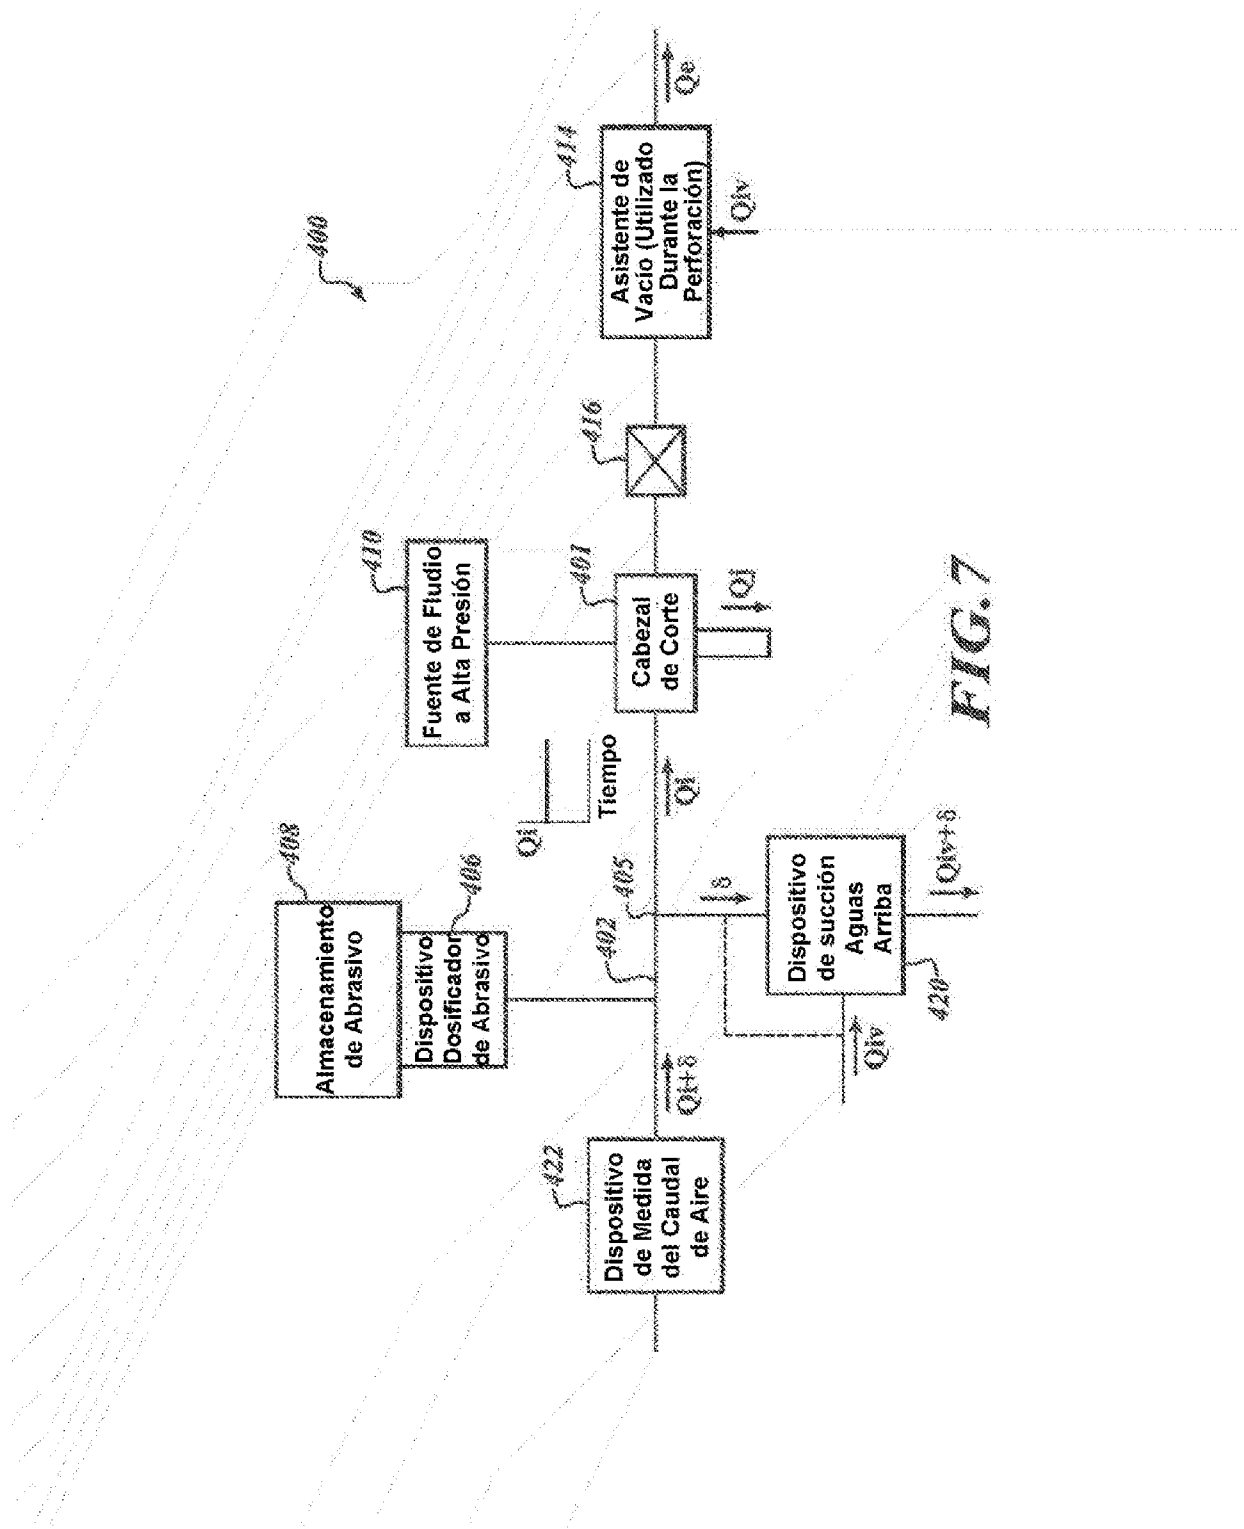 400
Almacenamiento
de Abrasivo
408
Dispositivo
Dosificador
de Abrasivo
406
Fuente de Fludio
a Alta Presión
410
Qi
Tiempo
422
Dispositivo
de Medida
del Caudal
de Aire
Qi+δ
402
405
Qi
Cabezal
de Corte
401
Qj
416
Asistente de
Vacío (Utilizado
Durante la
Perforación)
414
Qe
Qiv
δ
Dispositivo
de succión
Aguas
Arriba
420
Qiv
Qiv+δ
FIG. 7